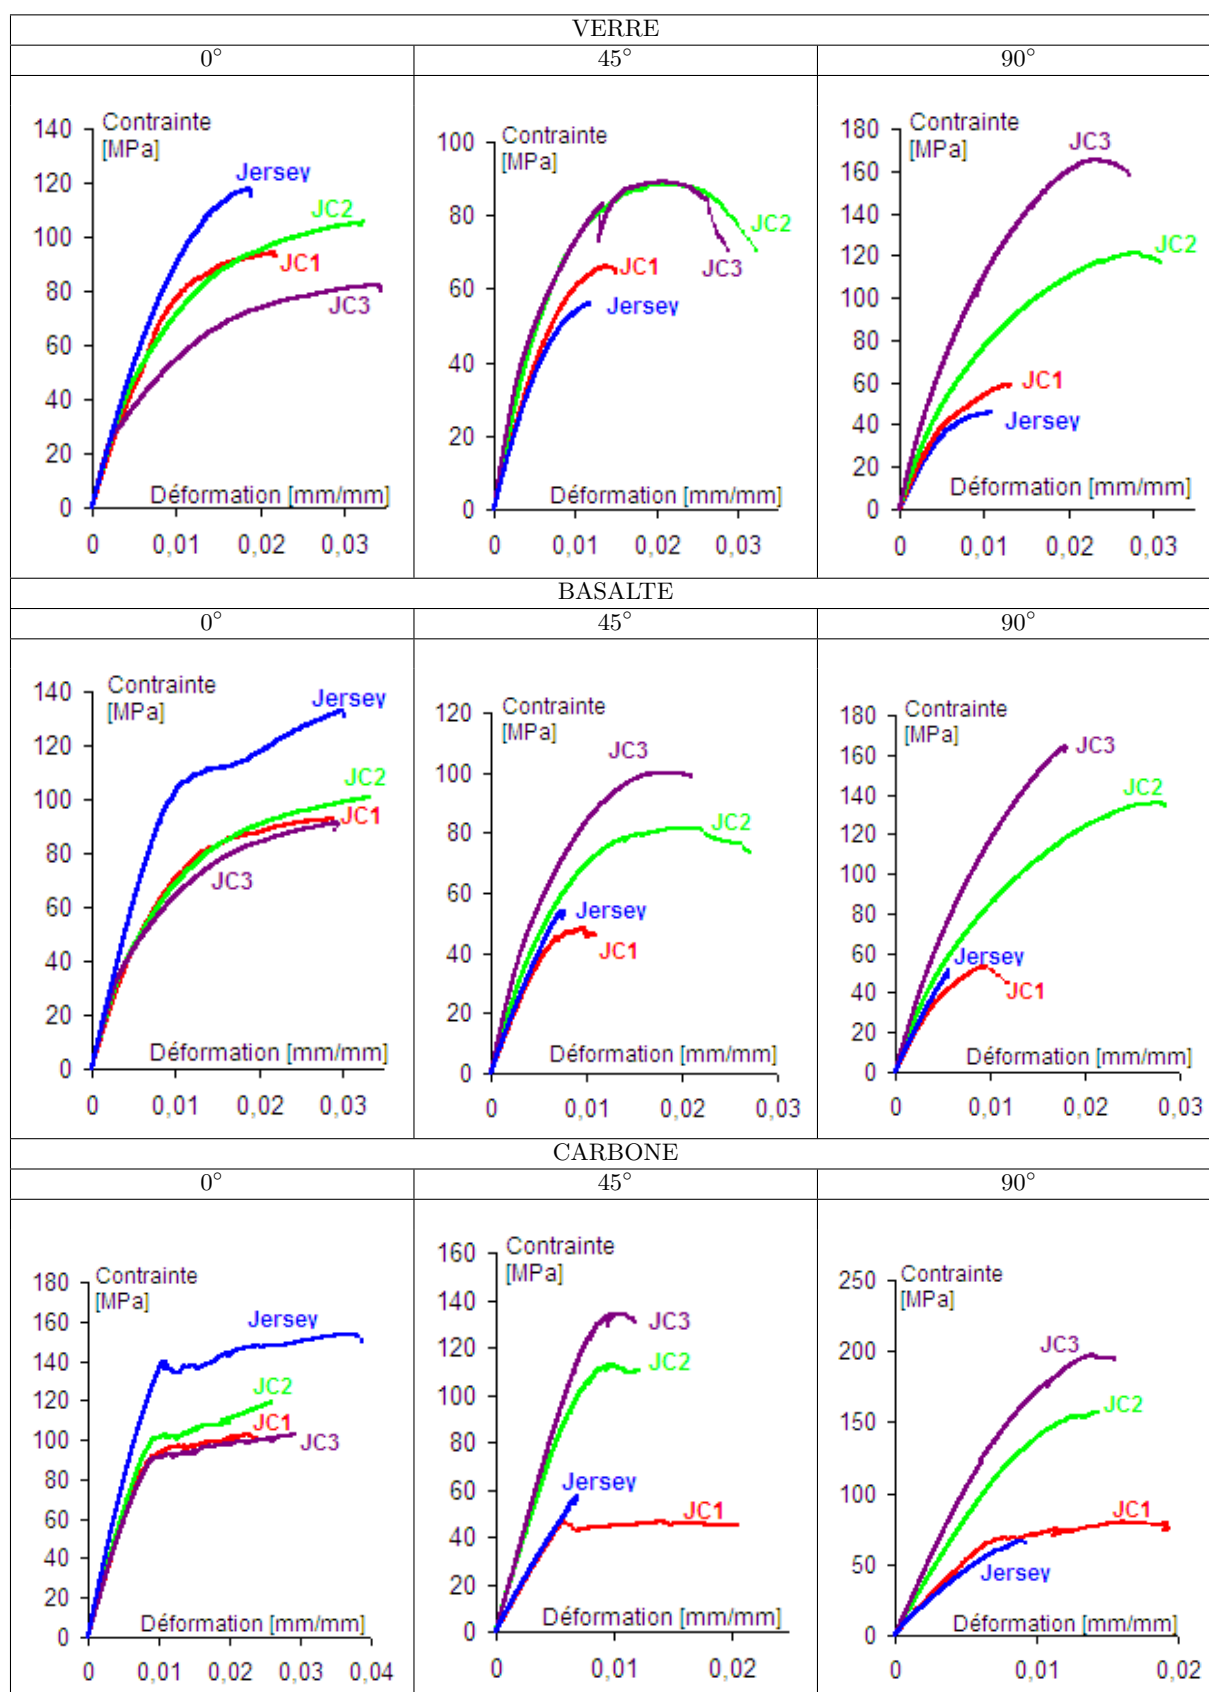 VERRE
0° 45° 90°
Contrainte
[MPa]
140
120
100
80
60
40
20
0
Jersey
JC2
JC1
JC3
Déformation [mm/mm]
0 0,01 0,02 0,03
Contrainte
[MPa]
100
80
60
40
20
0
JC2
JC3
JC1
Jersey
Déformation [mm/mm]
0 0,01 0,02 0,03
Contrainte
[MPa]
180
160
140
120
100
80
60
40
20
0
JC3
JC2
JC1
Jersey
Déformation [mm/mm]
0 0,01 0,02 0,03
BASALTE
0° 45° 90°
Contrainte
[MPa]
140
120
100
80
60
40
20
0
Jersey
JC2
JC1
JC3
Déformation [mm/mm]
0 0,01 0,02 0,03
Contrainte
[MPa]
120
100
80
60
40
20
0
JC3
JC2
Jersey
JC1
Déformation [mm/mm]
0 0,01 0,02 0,03
Contrainte
[MPa]
180
160
140
120
100
80
60
40
20
0
JC3
JC2
Jersey
JC1
Déformation [mm/mm]
0 0,01 0,02 0,03
CARBONE
0° 45° 90°
Contrainte
[MPa]
180
160
140
120
100
80
60
40
20
0
Jersey
JC2
JC1
JC3
Déformation [mm/mm]
0 0,01 0,02 0,03 0,04
Contrainte
[MPa]
160
140
120
100
80
60
40
20
0
JC3
JC2
Jersey
JC1
Déformation [mm/mm]
0 0,01 0,02
Contrainte
[MPa]
250
200
150
100
50
0
JC3
JC2
JC1
Jersey
Déformation [mm/mm]
0 0,01 0,02